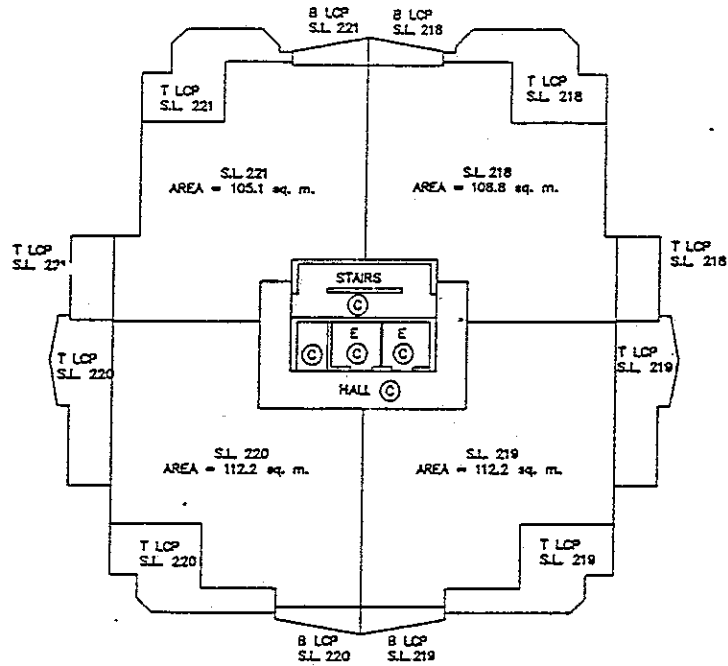 B LCP
S.L. 221
B LCP
S.L. 218
T LCP
S.L. 221
T LCP
S.L. 218
S.L. 221
AREA = 105.1 sq. m.
S.L. 218
AREA = 108.8 sq. m.
T LCP
S.L. 221
T LCP
S.L. 218
STAIRS
C
E
E
C
C
C
HALL C
T LCP
S.L. 220
T LCP
S.L. 219
S.L. 220
AREA = 112.2 sq. m.
S.L. 219
AREA = 112.2 sq. m.
T LCP
S.L. 220
T LCP
S.L. 219
B LCP
S.L. 220
B LCP
S.L. 219